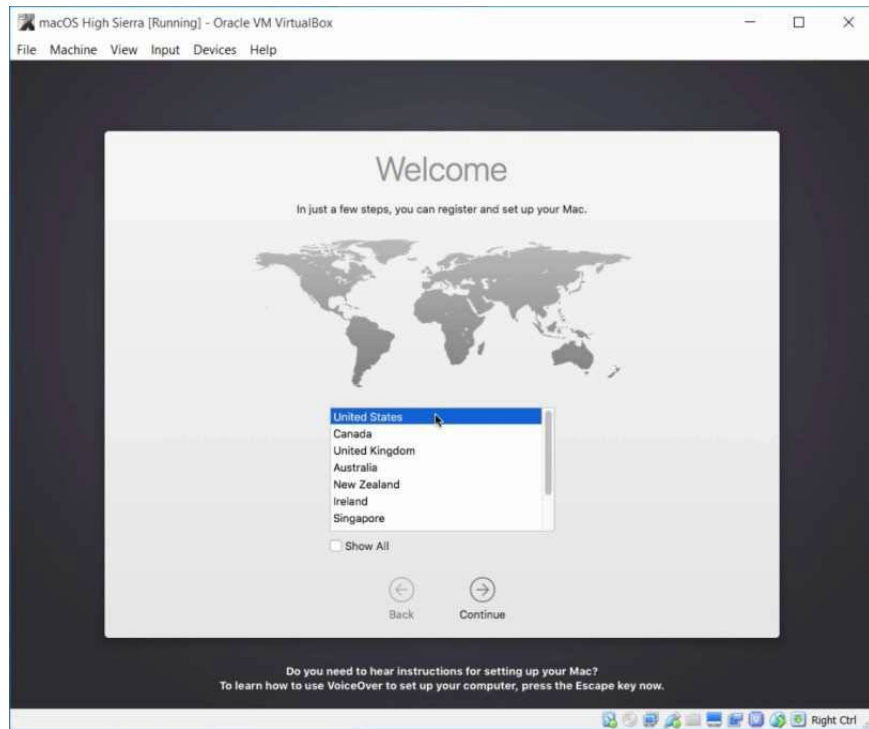 macOS High Sierra [Running] - Oracle VM VirtualBox
File Machine View Input Devices Help
Welcome
In just a few steps, you can register and set up your Mac.
United States
Canada
United Kingdom
Australia
New Zealand
Ireland
Singapore
Show All
Back Continue
Do you need to hear instructions for setting up your Mac?
To learn how to use VoiceOver to set up your computer, press the Escape key now.
Right Ctrl